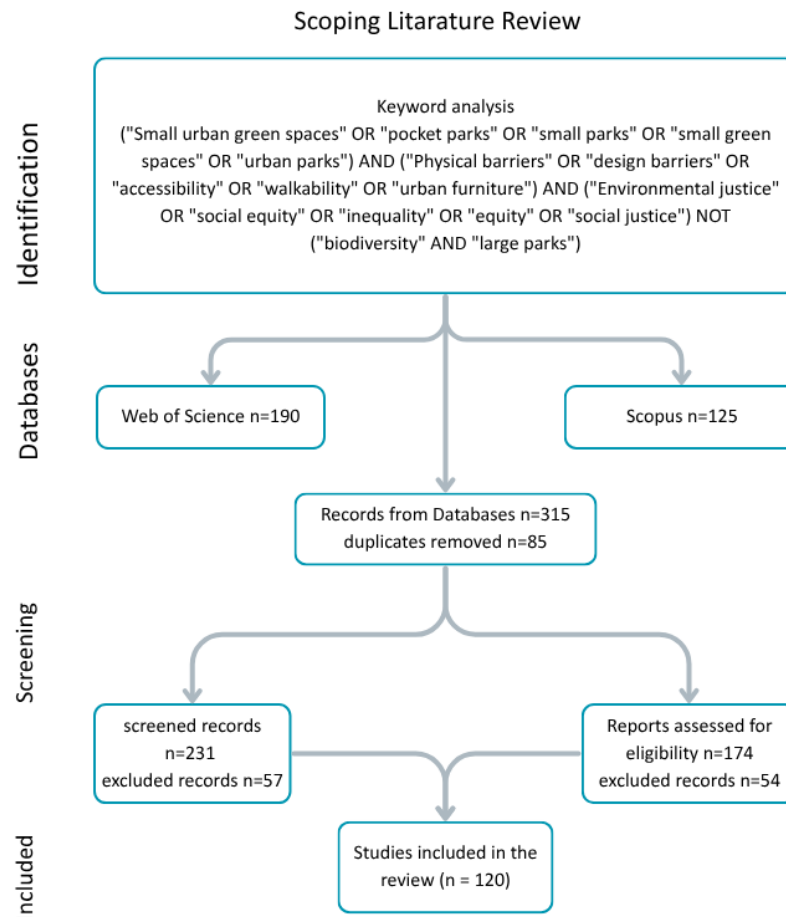 Scoping Litarature Review
Identification
Keyword analysis
("Small urban green spaces" OR "pocket parks" OR "small parks" OR "small green
spaces" OR "urban parks") AND ("Physical barriers" OR "design barriers" OR
"accessibility" OR "walkability" OR "urban furniture") AND ("Environmental justice"
OR "social equity" OR "inequality" OR "equity" OR "social justice") NOT
("biodiversity" AND "large parks")
Databases
Web of Science n=190
Scopus n=125
Records from Databases n=315
duplicates removed n=85
Screening
screened records
n=231
excluded records n=57
Reports assessed for
eligibility n=174
excluded records n=54
ncluded
Studies included in the
review (n = 120)